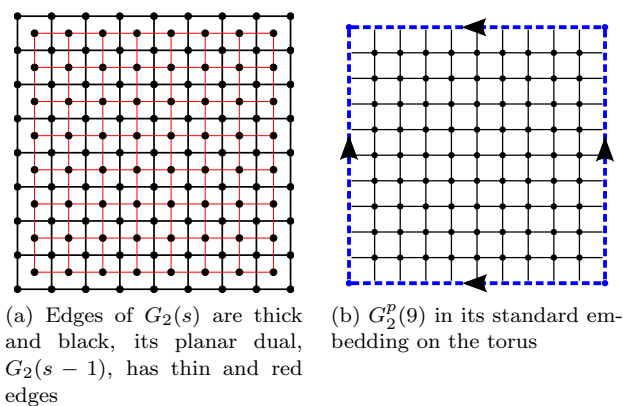 (a) Edges of G₂(s) are thick
and black, its planar dual,
G₂(s − 1), has thin and red
edges
(b) G₂ᵖ(9) in its standard em-
bedding on the torus